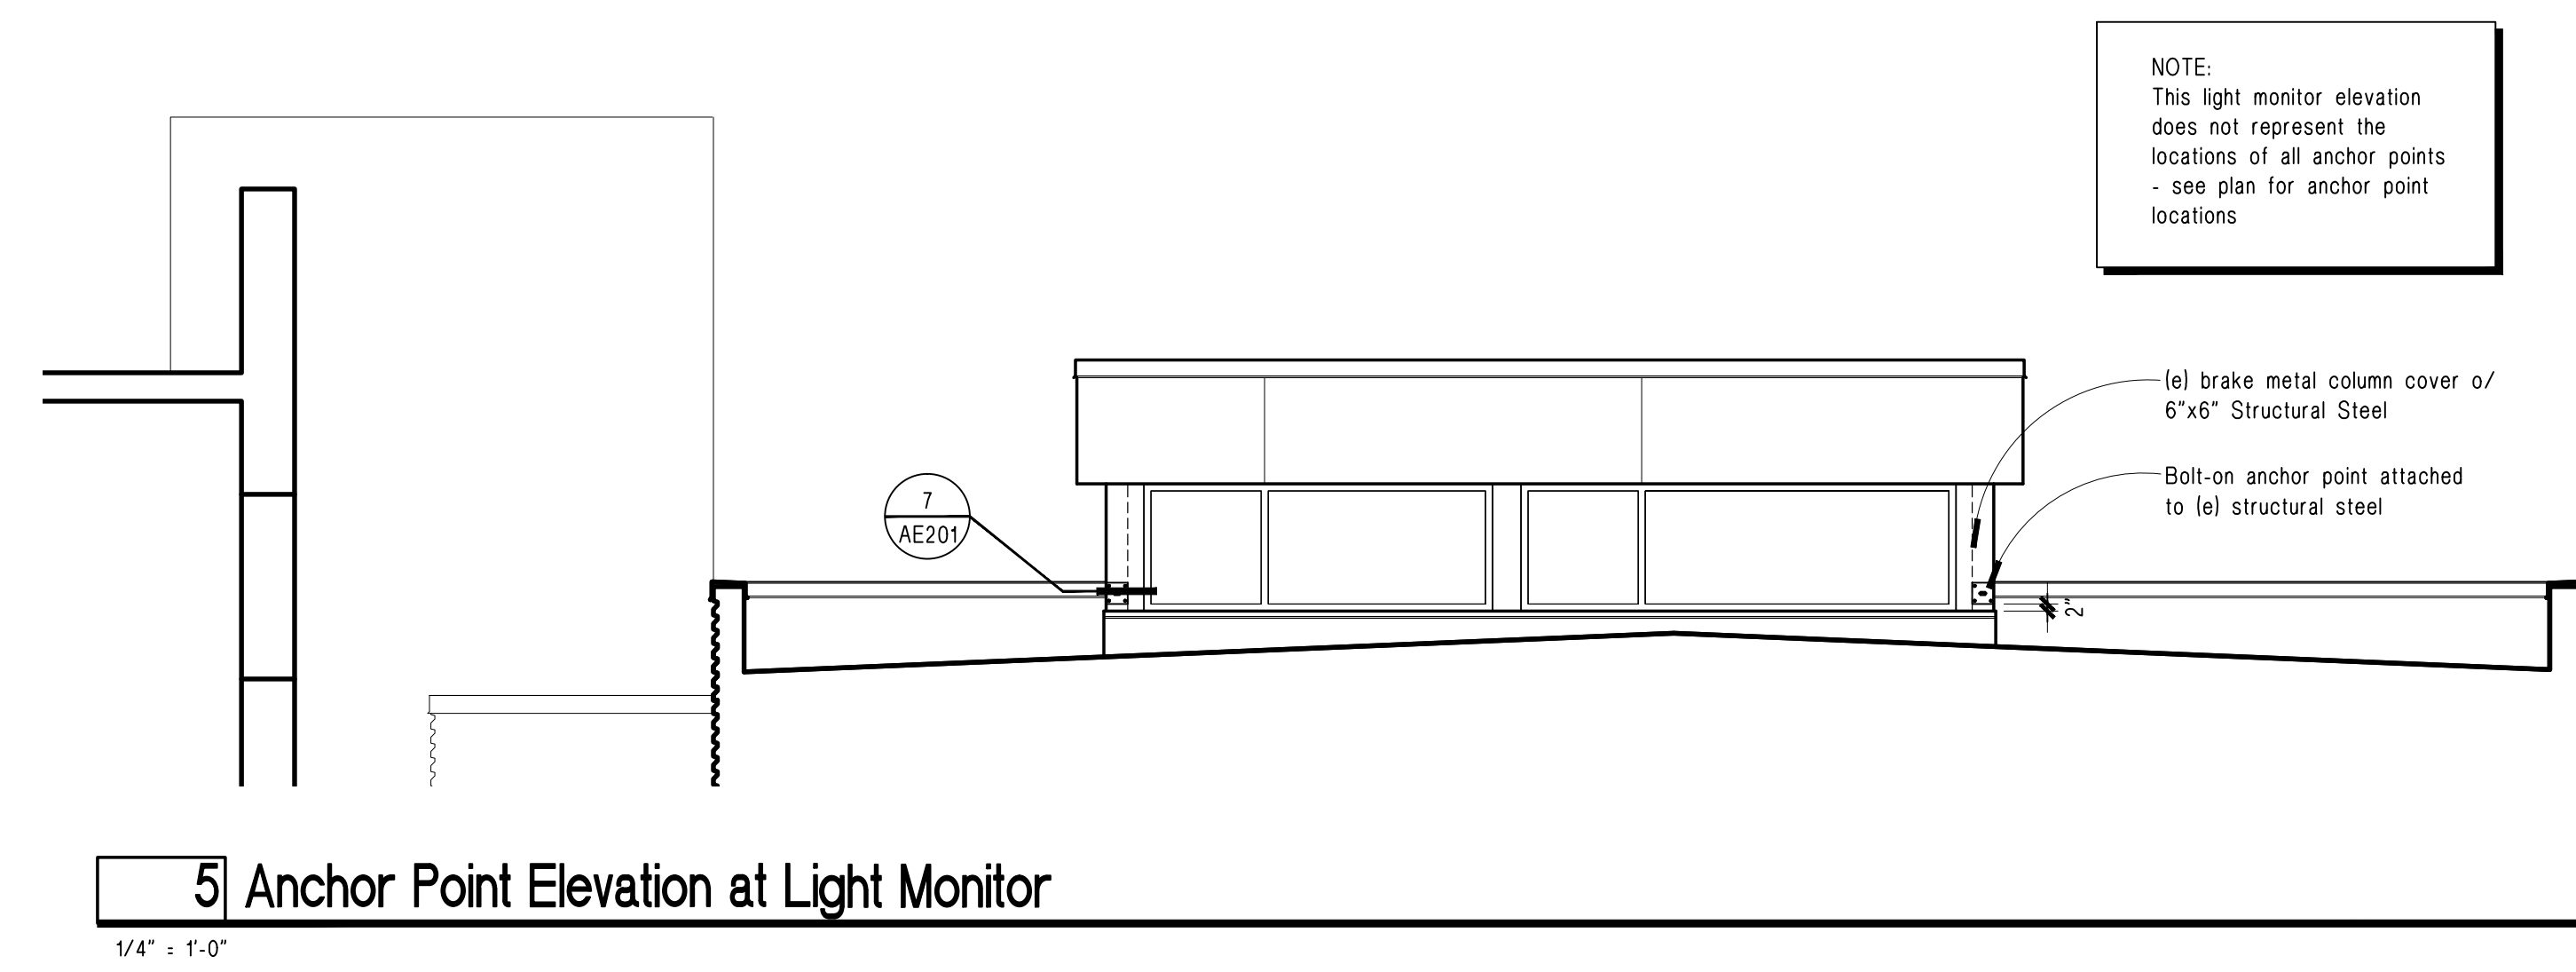 NOTE:
This light monitor elevation
does not represent the
locations of all anchor points
- see plan for anchor point
locations
(e) brake metal column cover o/
6"x6" Structural Steel
Bolt-on anchor point attached
to (e) structural steel
7
AE201
2"
5 Anchor Point Elevation at Light Monitor
1/4" = 1'-0"